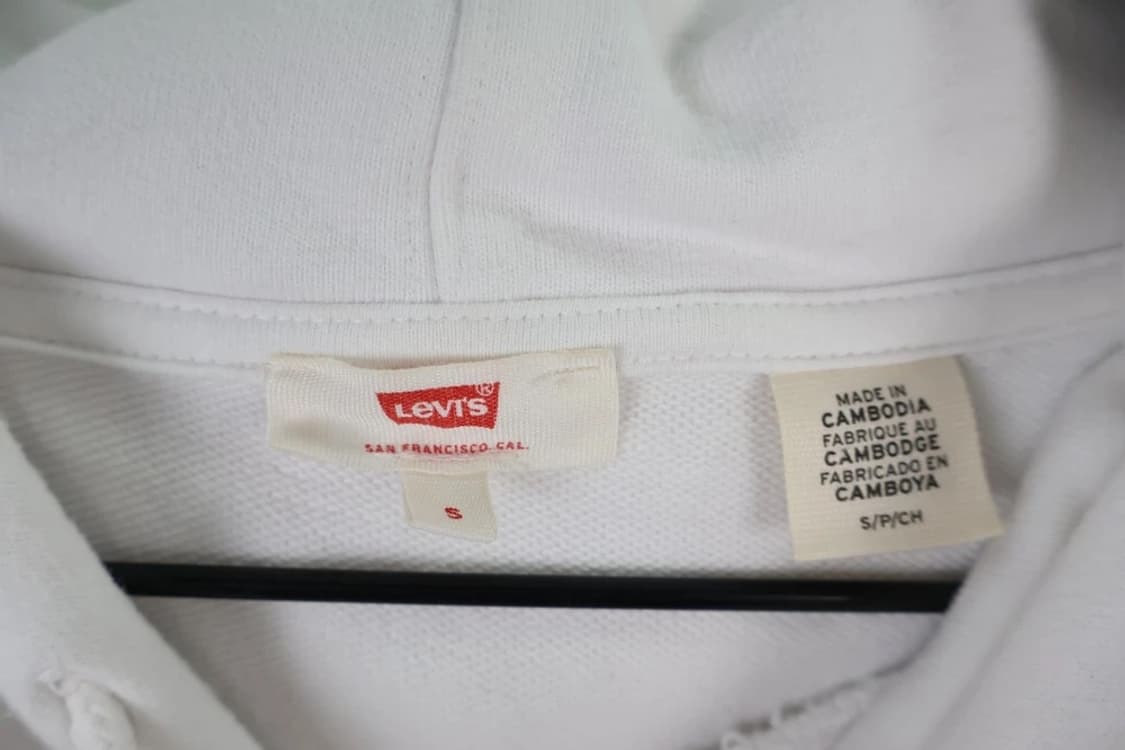 LEVI'S®
SAN FRANCISCO, CAL.
S
MADE IN
CAMBODIA
FABRIQUE AU
CAMBODGE
FABRICADO EN
CAMBOYA
S/P/CH